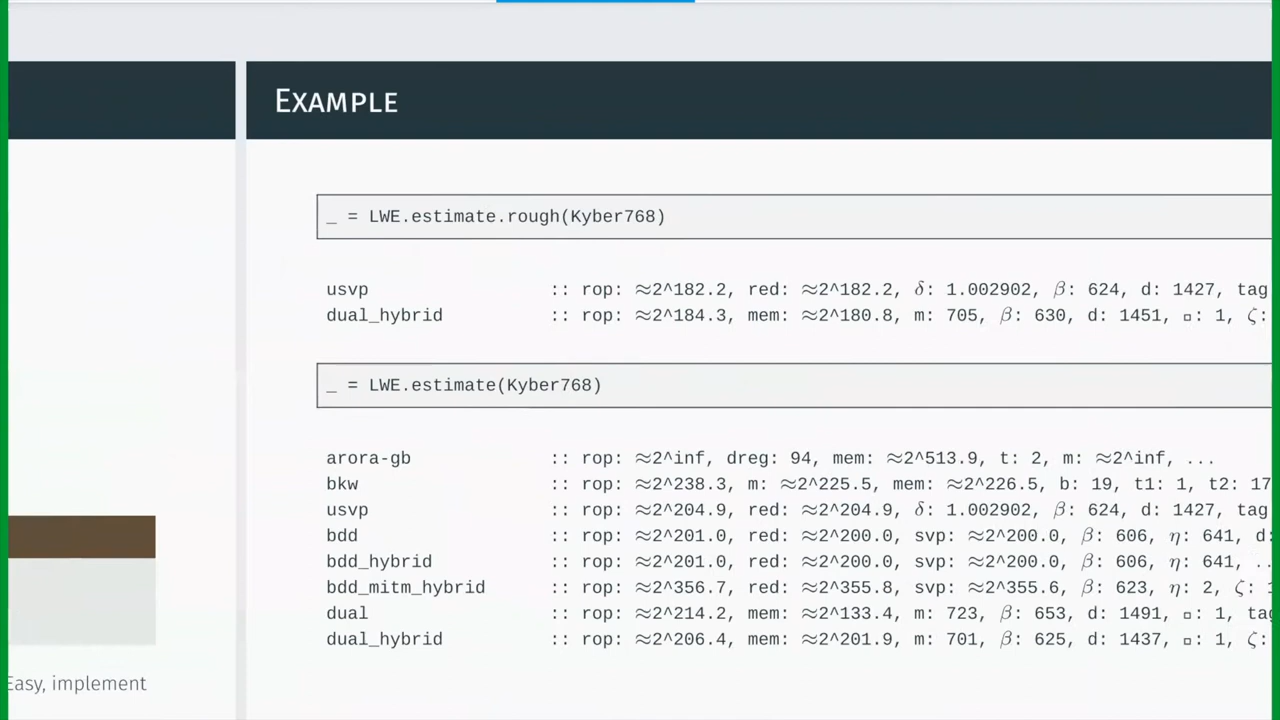 EXAMPLE
_ = LWE.estimate.rough(Kyber768)
usvp :: rop: ≈2^182.2, red: ≈2^182.2, δ: 1.002902, β: 624, d: 1427, tag
dual_hybrid :: rop: ≈2^184.3, mem: ≈2^180.8, m: 705, β: 630, d: 1451, □: 1, ζ:
_ = LWE.estimate(Kyber768)
arora-gb :: rop: ≈2^inf, dreg: 94, mem: ≈2^513.9, t: 2, m: ≈2^inf, ...
bkw :: rop: ≈2^238.3, m: ≈2^225.5, mem: ≈2^226.5, b: 19, t1: 1, t2: 17
usvp :: rop: ≈2^204.9, red: ≈2^204.9, δ: 1.002902, β: 624, d: 1427, tag
bdd :: rop: ≈2^201.0, red: ≈2^200.0, svp: ≈2^200.0, β: 606, η: 641, d:
bdd_hybrid :: rop: ≈2^201.0, red: ≈2^200.0, svp: ≈2^200.0, β: 606, η: 641, ..
bdd_mitm_hybrid :: rop: ≈2^356.7, red: ≈2^355.8, svp: ≈2^355.6, β: 623, η: 2, ζ:
dual :: rop: ≈2^214.2, mem: ≈2^133.4, m: 723, β: 653, d: 1491, □: 1, tag
dual_hybrid :: rop: ≈2^206.4, mem: ≈2^201.9, m: 701, β: 625, d: 1437, □: 1, ζ:
Easy, implement